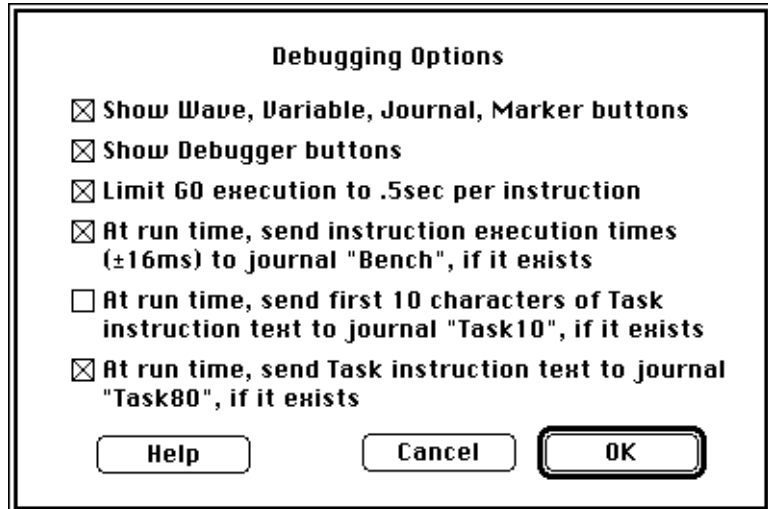 Debugging Options
Show Wave, Variable, Journal, Marker buttons
Show Debugger buttons
Limit GO execution to .5sec per instruction
At run time, send instruction execution times
(±16ms) to journal "Bench", if it exists
At run time, send first 10 characters of Task
instruction text to journal "Task10", if it exists
At run time, send Task instruction text to journal
"Task80", if it exists
Help Cancel OK